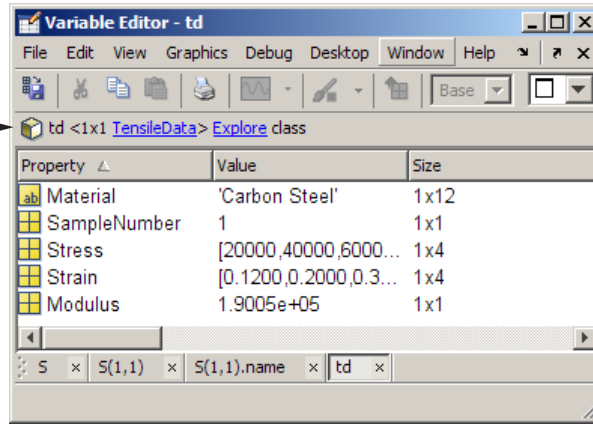 Variable Editor - td
File Edit View Graphics Debug Desktop Window Help
Base
td <1x1 TensileData> Explore class
Property Value Size
ab Material 'Carbon Steel' 1x12
SampleNumber 1 1x1
Stress [20000,40000,6000... 1x4
Strain [0.1200,0.2000,0.3... 1x4
Modulus 1.9005e+05 1x1
S S(1,1) S(1,1).name td